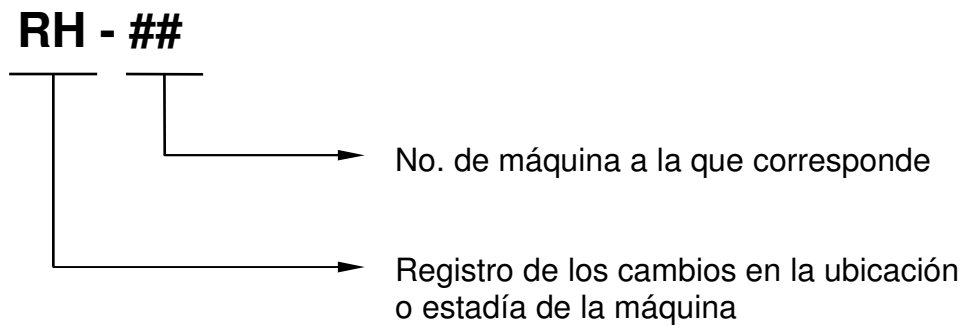 RH - ##
No. de máquina a la que corresponde
Registro de los cambios en la ubicación
o estadía de la máquina